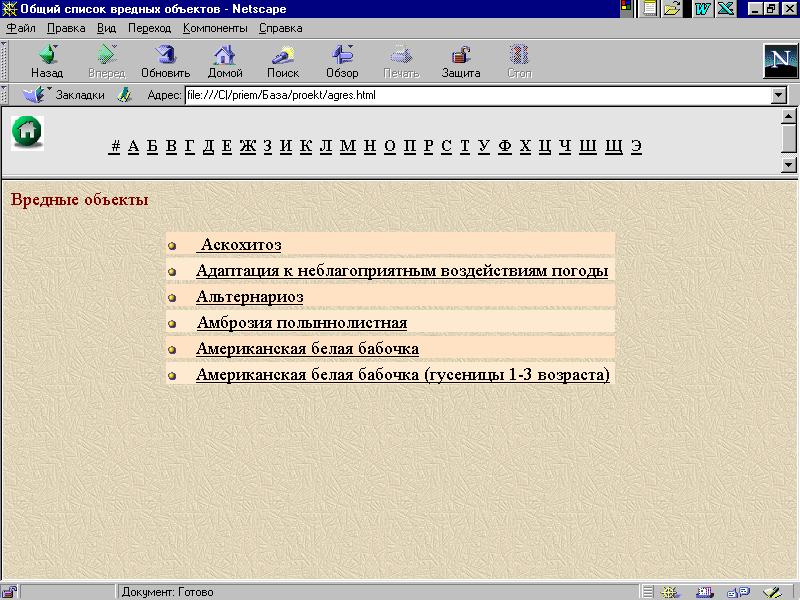 Общий список вредных объектов - Netscape
Файл Правка Вид Переход Компоненты Справка
Назад Вперед Обновить Домой Поиск Обзор Печать Защита Стоп
N
Закладки Адрес: file:///C|/priem/База/proekt/agres.html
# А Б В Г Д Е Ж З И К Л М Н О П Р С Т У Ф Х Ц Ч Ш Щ Э
Вредные объекты
Аскохитоз
Адаптация к неблагоприятным воздействиям погоды
Альтернариоз
Амброзия полыннолистная
Американская белая бабочка
Американская белая бабочка (гусеницы 1-3 возраста)
Документ: Готово